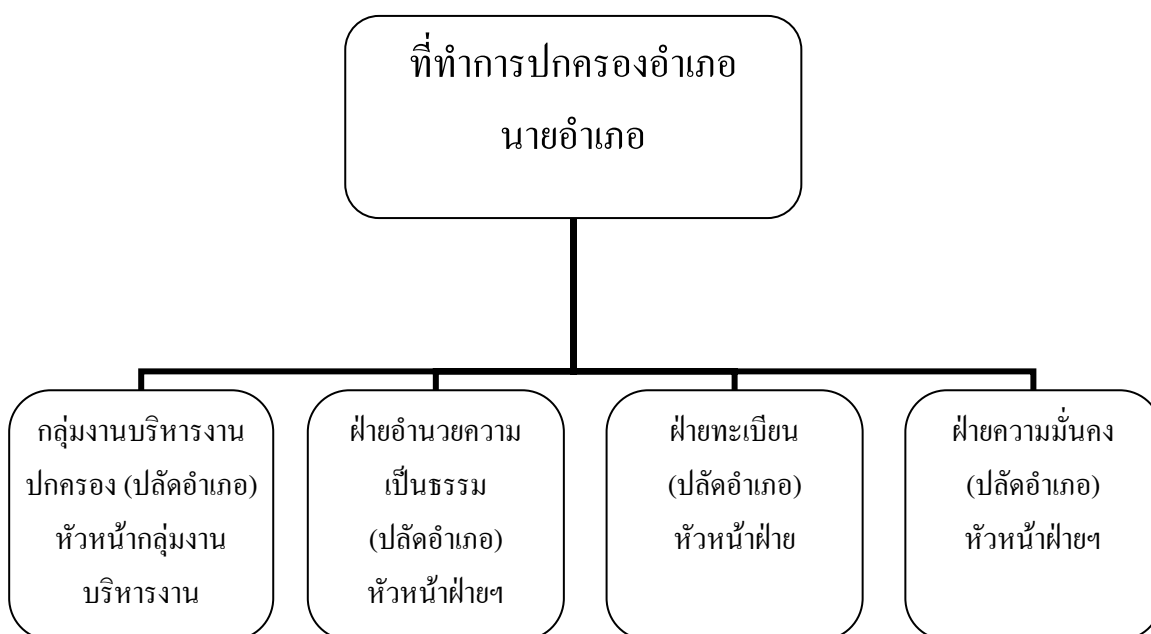 ที่ทำการปกครองอำเภอ
นายอำเภอ
กลุ่มงานบริหารงาน
ปกครอง (ปลัดอำเภอ)
หัวหน้ากลุ่มงาน
บริหารงาน
ฝ่ายอำนวยความ
เป็นธรรม
(ปลัดอำเภอ)
หัวหน้าฝ่ายฯ
ฝ่ายทะเบียน
(ปลัดอำเภอ)
หัวหน้าฝ่าย
ฝ่ายความมั่นคง
(ปลัดอำเภอ)
หัวหน้าฝ่ายฯ